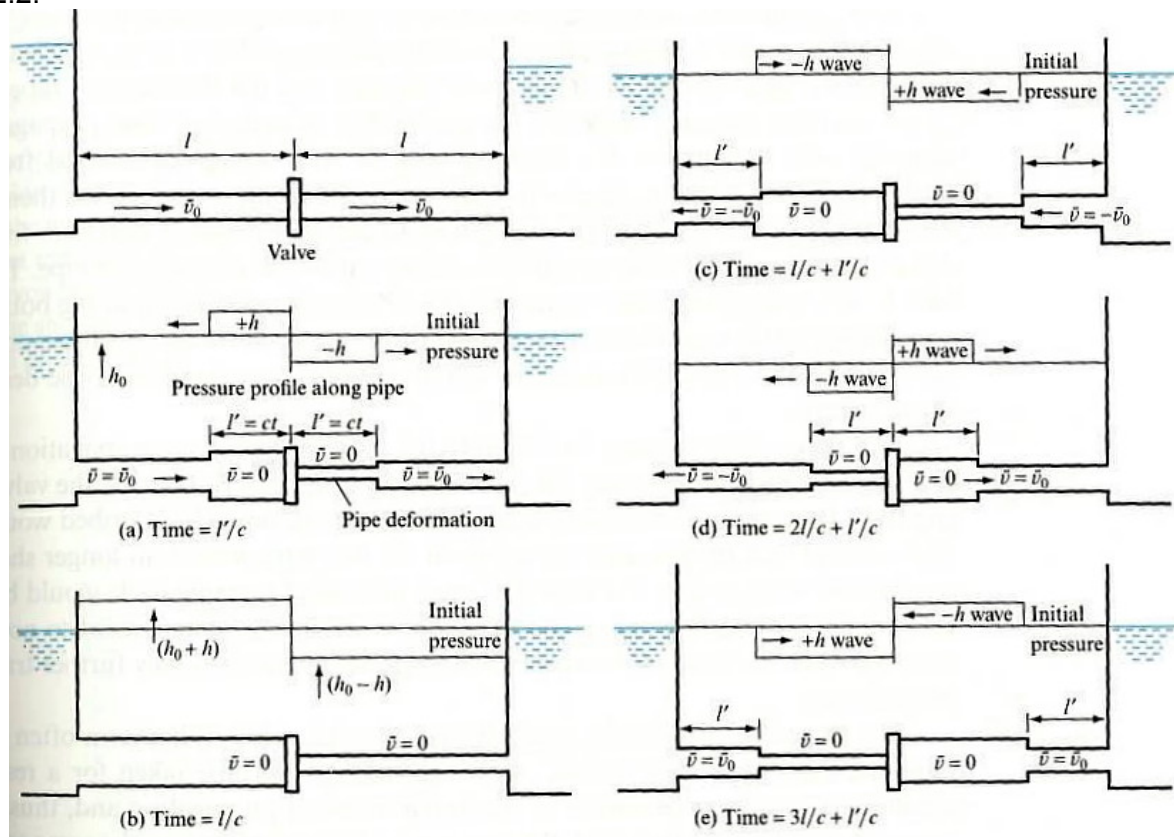 l l
v̄₀ v̄₀
Valve
+h Initial
−h pressure
h₀
Pressure profile along pipe
l′ = ct l′ = ct
v̄ = 0
v̄ = v̄₀ v̄ = 0 v̄ = v̄₀
Pipe deformation
(a) Time = l′/c
Initial
pressure
(h₀ + h)
(h₀ − h)
v̄ = 0
v̄ = 0
(b) Time = l/c
−h wave Initial
+h wave pressure
l′ l′
v̄ = 0
v̄ = −v̄₀ v̄ = 0 v̄ = −v̄₀
(c) Time = l/c + l′/c
+h wave
−h wave
l′ l′
v̄ = 0
v̄ = −v̄₀ v̄ = 0 v̄ = v̄₀
(d) Time = 2l/c + l′/c
−h wave Initial
+h wave pressure
l′ l′
v̄ = 0
v̄ = v̄₀ v̄ = 0 v̄ = v̄₀
(e) Time = 3l/c + l′/c